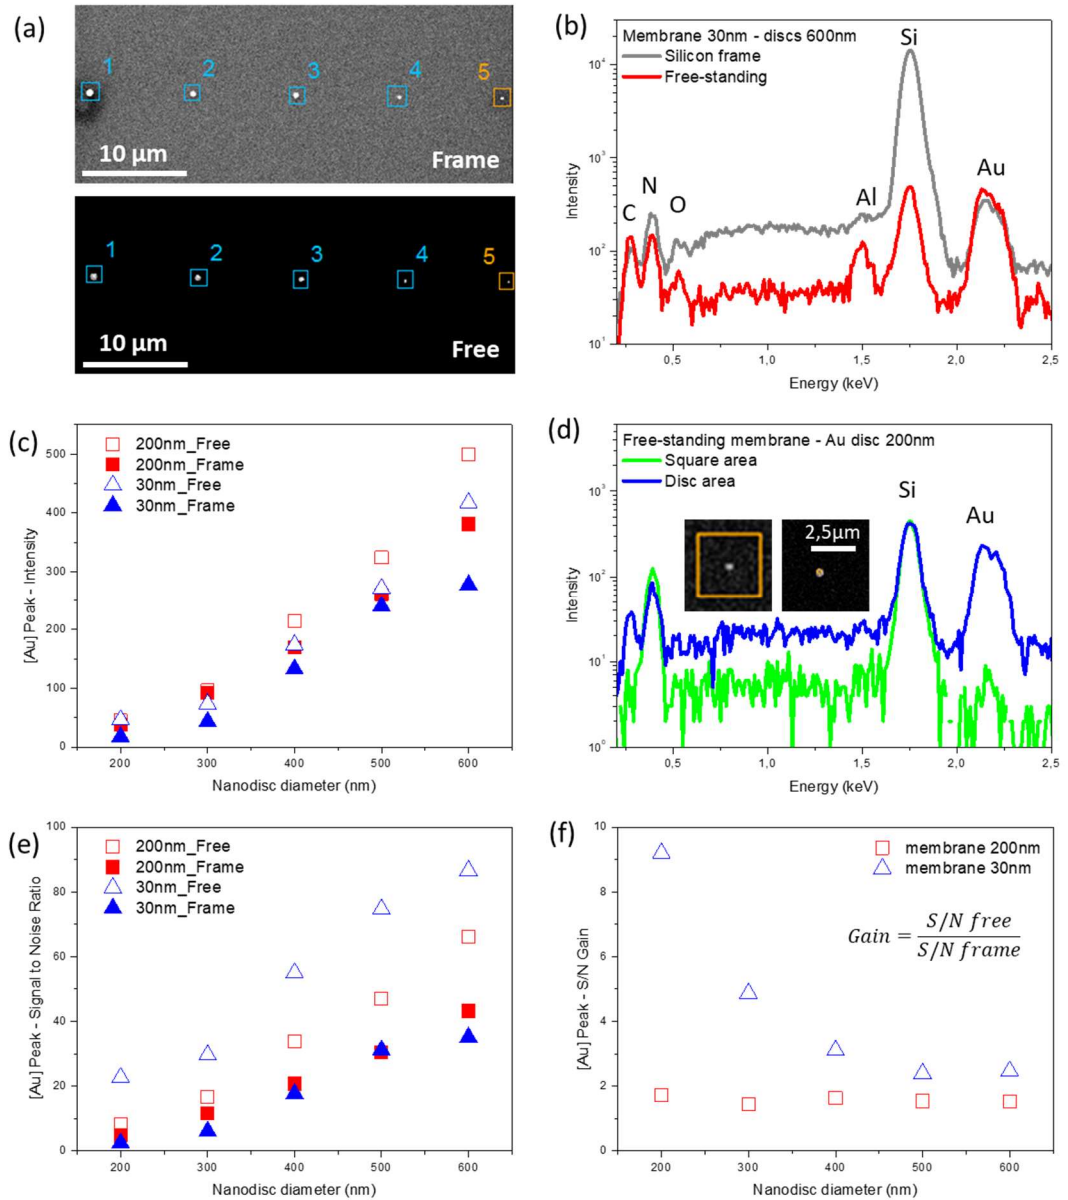 (a)
1
2
3
4
5
10 µm
Frame
1
2
3
4
5
10 µm
Free
(b)
Membrane 30nm - discs 600nm
Silicon frame
Free-standing
Si
C
N
O
Al
Au
10⁴
10³
10²
10¹
Intensity
0,5
1,0
1,5
2,0
2,5
Energy (keV)
(c)
200nm_Free
200nm_Frame
30nm_Free
30nm_Frame
500
400
300
200
100
0
[Au] Peak - Intensity
200
300
400
500
600
Nanodisc diameter (nm)
(d)
Free-standing membrane - Au disc 200nm
Square area
Disc area
Si
Au
2,5µm
10³
10²
10¹
10⁰
Intensity
0,5
1,0
1,5
2,0
2,5
Energy (keV)
(e)
200nm_Free
200nm_Frame
30nm_Free
30nm_Frame
100
80
60
40
20
0
[Au] Peak - Signal to Noise Ratio
200
300
400
500
600
Nanodisc diameter (nm)
(f)
membrane 200nm
membrane 30nm
Gain = S/N free / S/N frame
10
8
6
4
2
0
[Au] Peak - S/N Gain
200
300
400
500
600
Nanodisc diameter (nm)